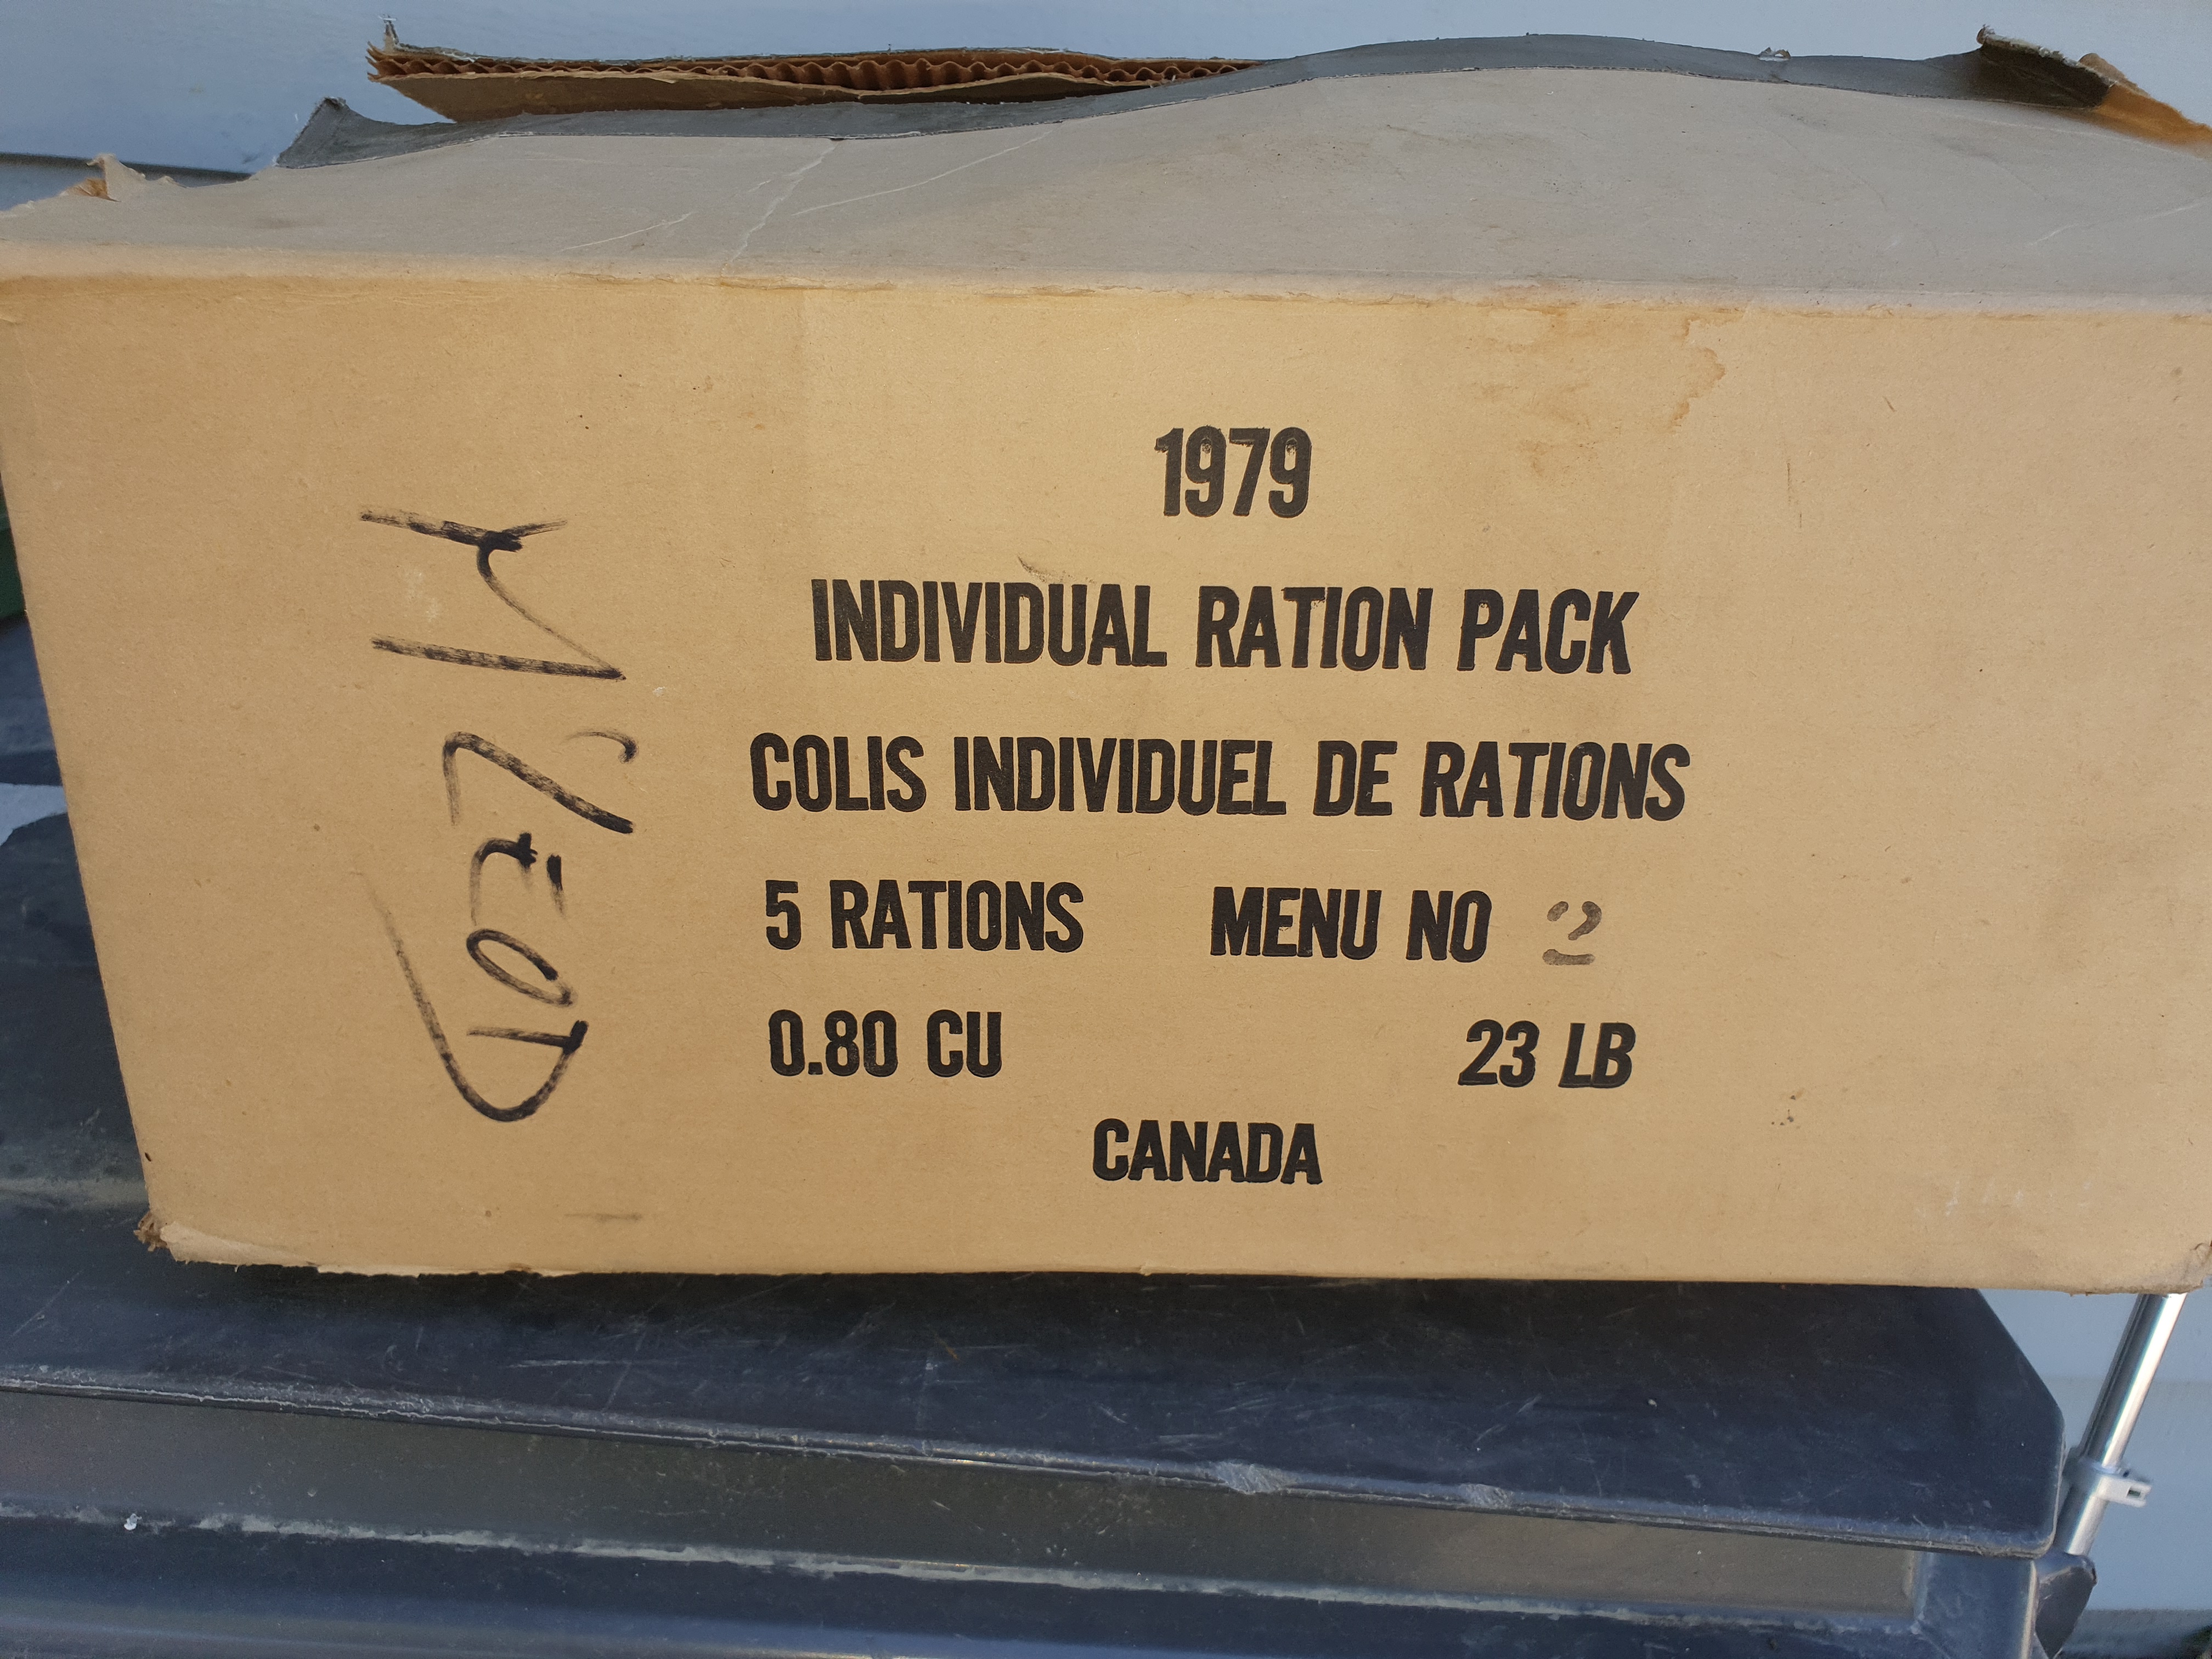 1979
INDIVIDUAL RATION PACK
COLIS INDIVIDUEL DE RATIONS
5 RATIONS MENU NO 2
0.80 CU 23 LB
CANADA